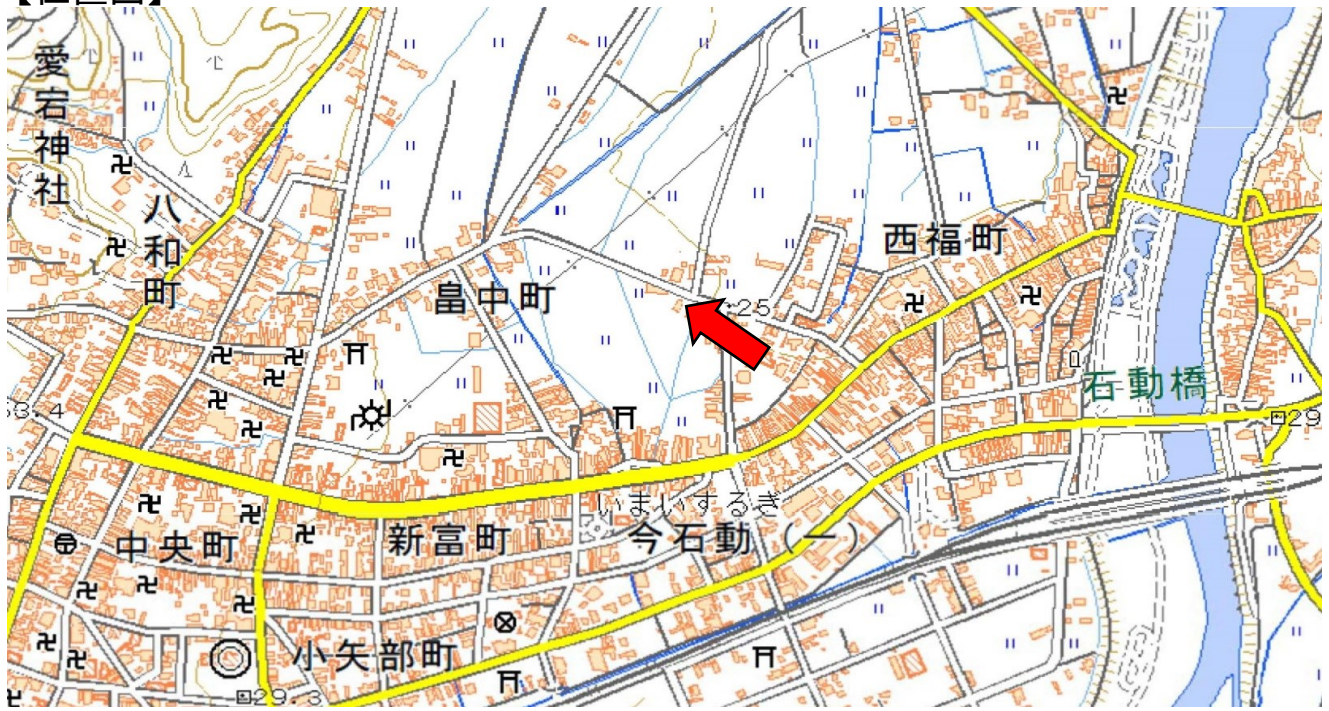 愛宕神社
八和町
畠中町
西福町
・25
石動橋
29
いまいするぎ
今石動（一）
新富町
中央町
小矢部町
29.3